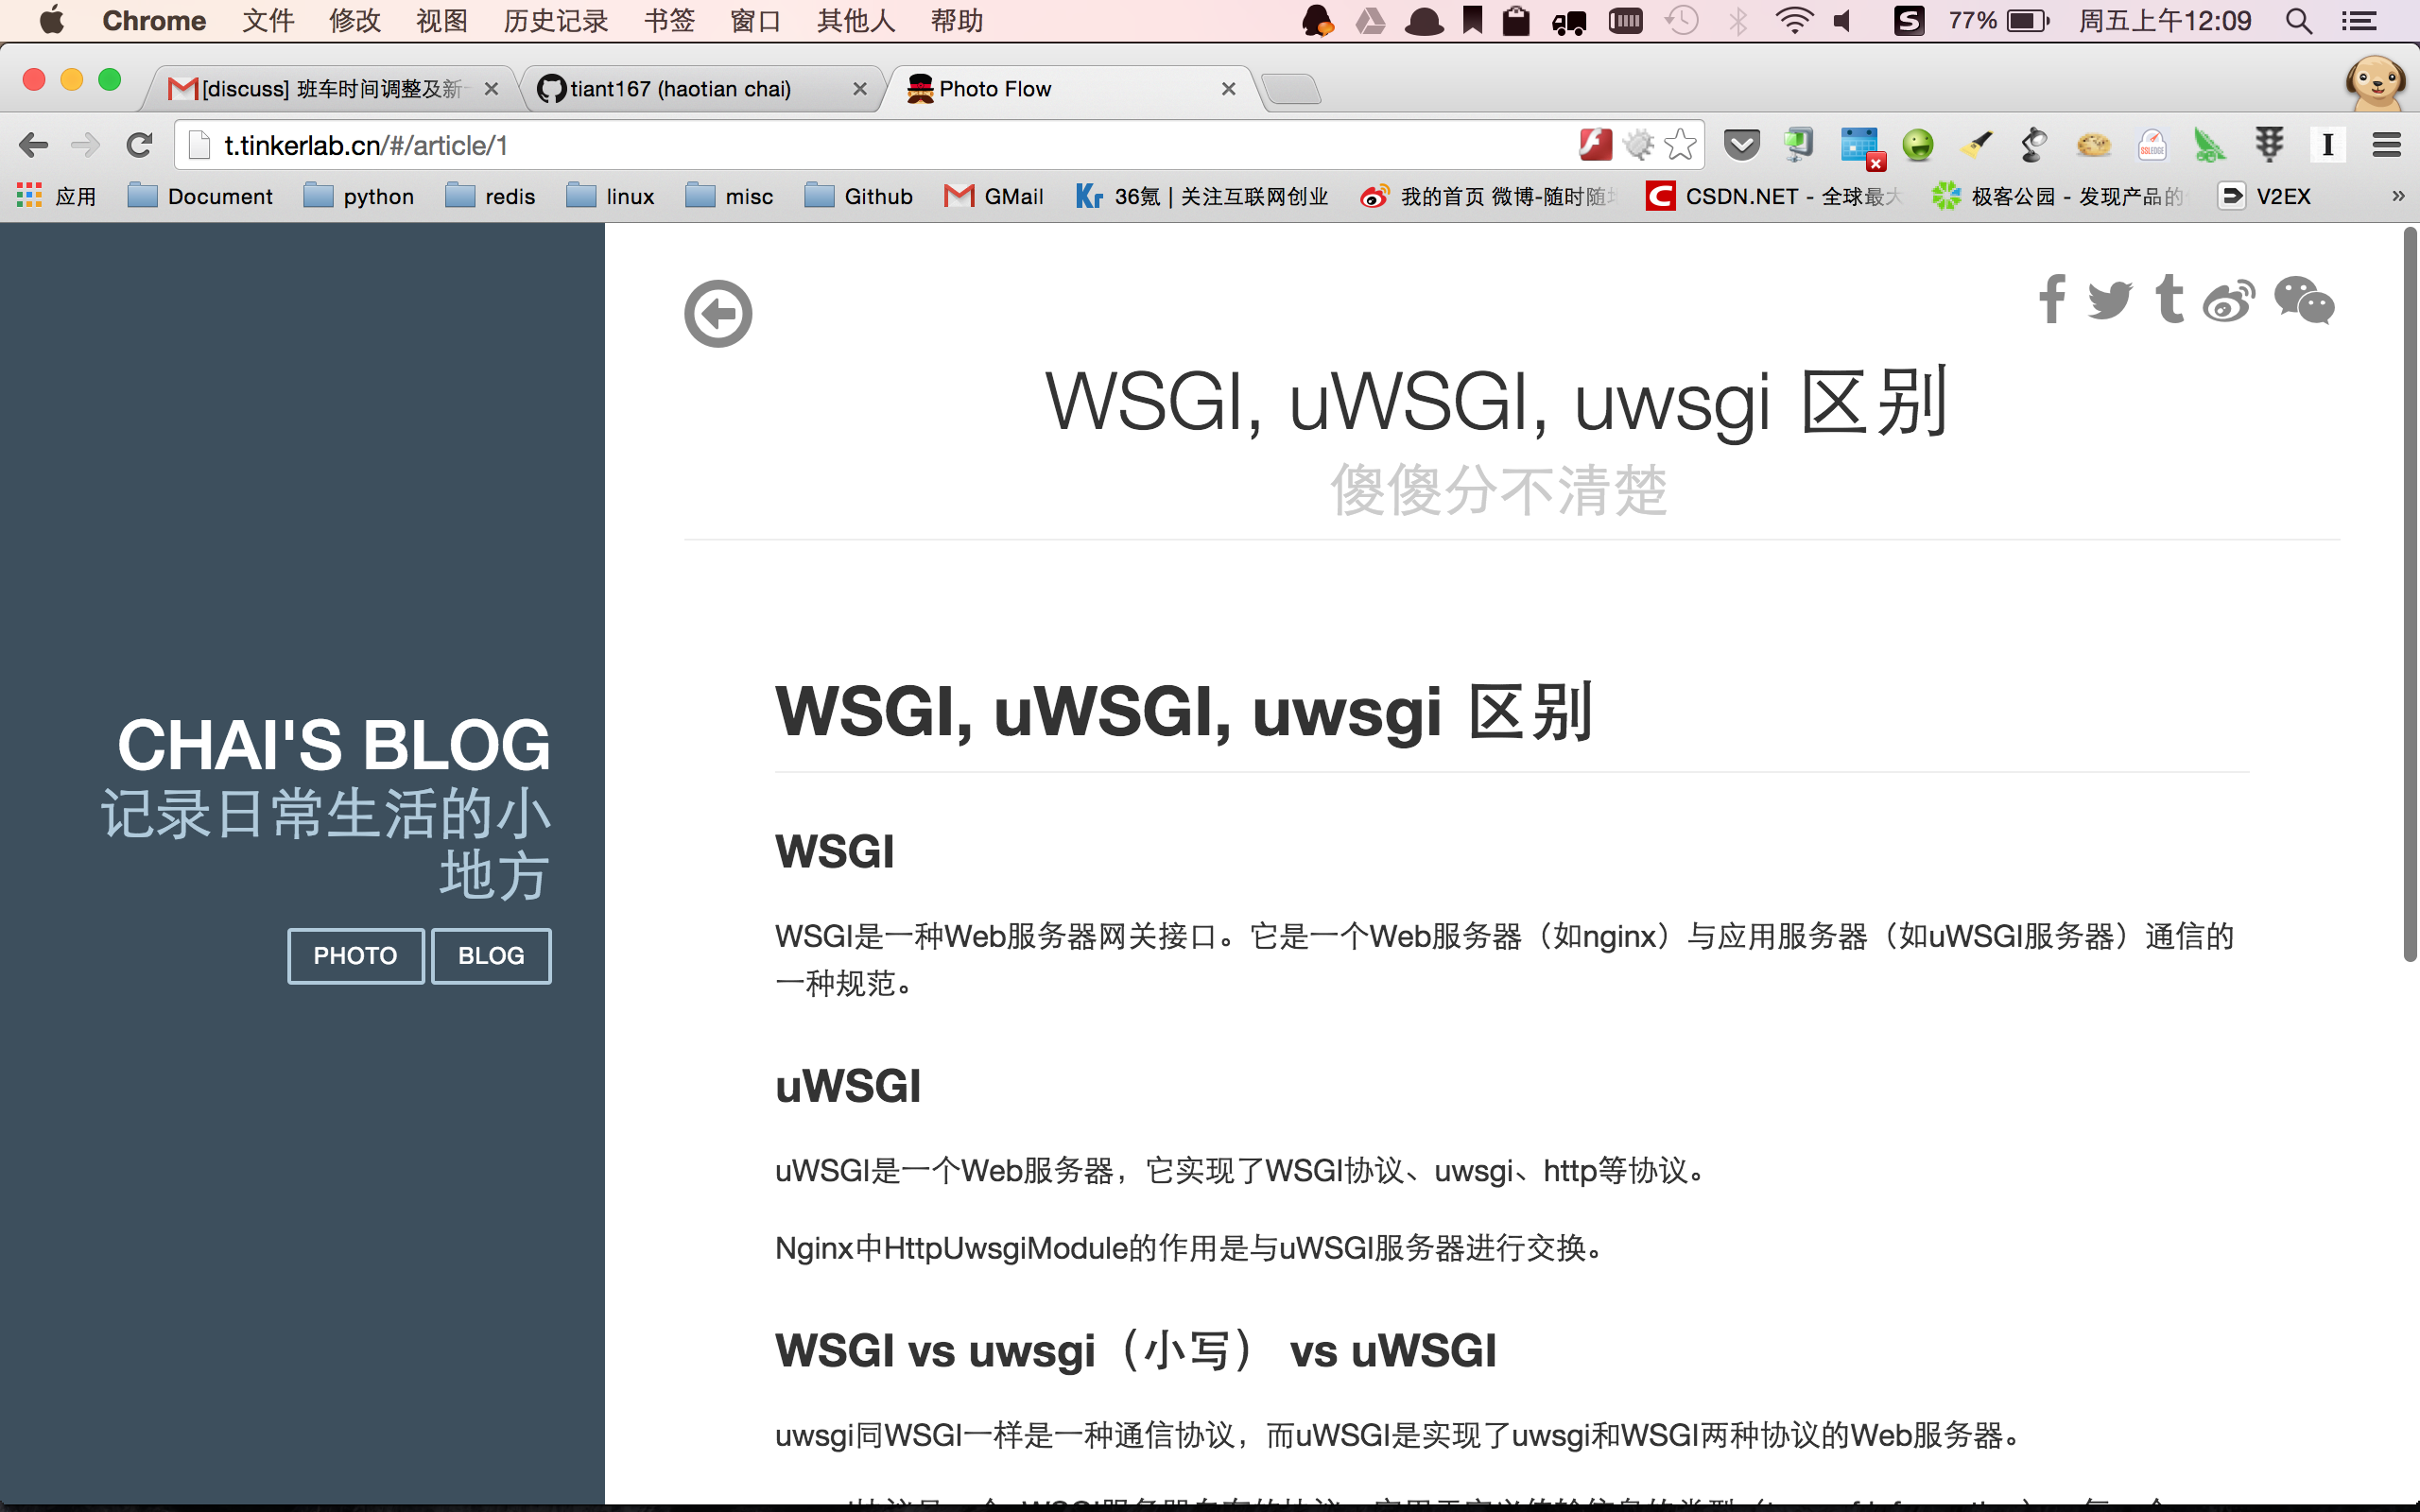 Chrome 文件 修改 视图 历史记录 书签 窗口 其他人 帮助 77% 周五上午12:09
[discuss] 班车时间调整及新 tiant167 (haotian chai) Photo Flow
t.tinkerlab.cn/#/article/1
应用 Document python redis linux misc Github GMail 36氪 | 关注互联网创业 我的首页 微博-随时随 CSDN.NET - 全球最大 极客公园 - 发现产品的 V2EX
WSGI, uWSGI, uwsgi 区别
傻傻分不清楚
CHAI'S BLOG
记录日常生活的小
地方
PHOTO BLOG
WSGI, uWSGI, uwsgi 区别
WSGI
WSGI是一种Web服务器网关接口。它是一个Web服务器（如nginx）与应用服务器（如uWSGI服务器）通信的
一种规范。
uWSGI
uWSGI是一个Web服务器，它实现了WSGI协议、uwsgi、http等协议。
Nginx中HttpUwsgiModule的作用是与uWSGI服务器进行交换。
WSGI vs uwsgi（小写） vs uWSGI
uwsgi同WSGI一样是一种通信协议，而uWSGI是实现了uwsgi和WSGI两种协议的Web服务器。